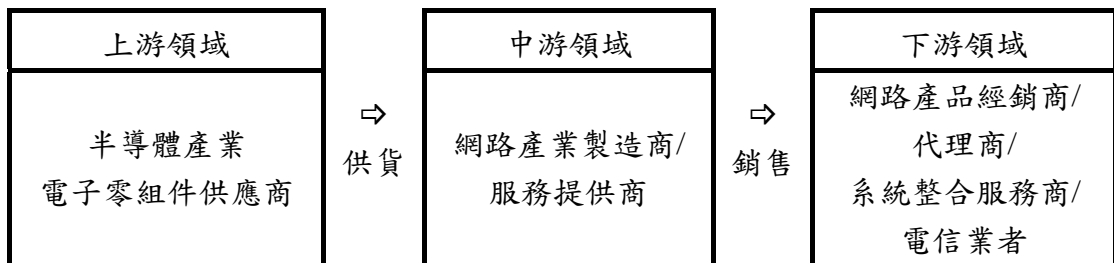 上游領域
半導體產業
電子零組件供應商
⇨
供貨
中游領域
網路產業製造商/
服務提供商
⇨
銷售
下游領域
網路產品經銷商/
代理商/
系統整合服務商/
電信業者